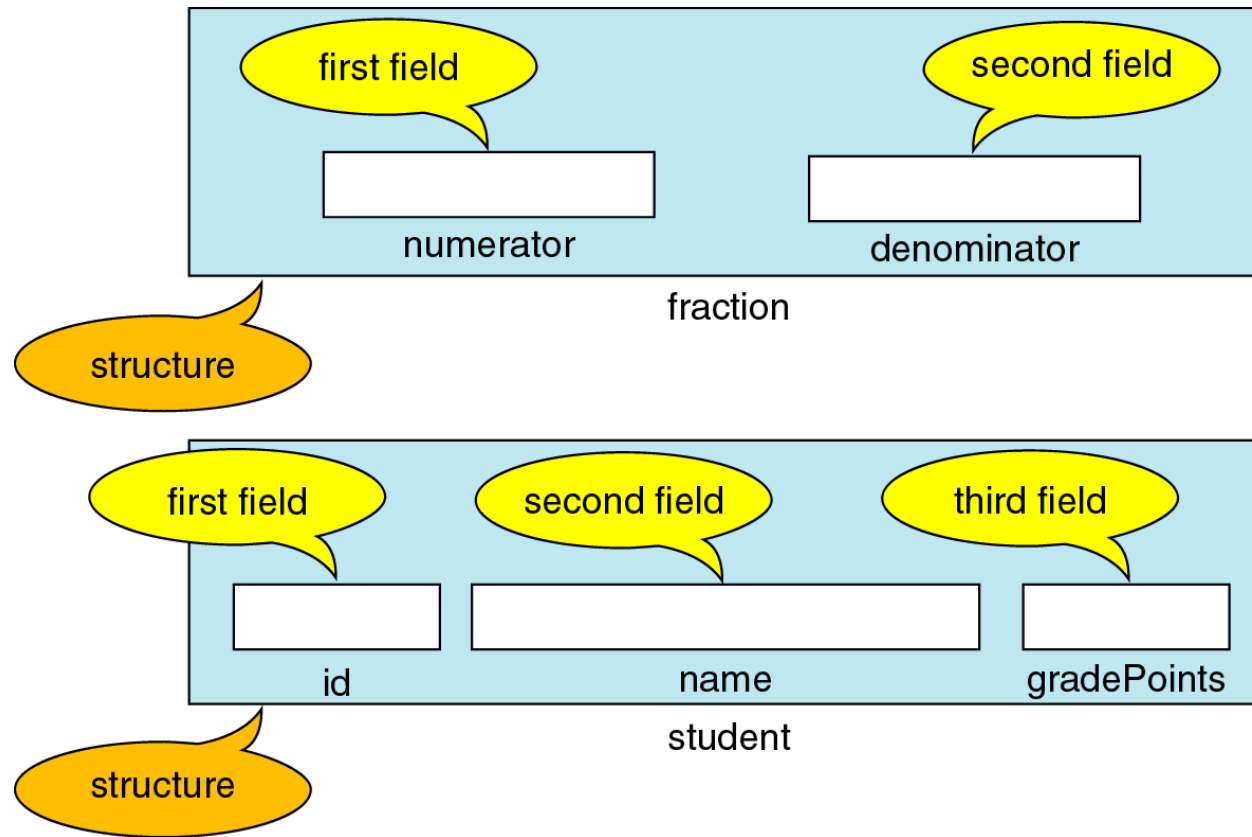 first field
second field
numerator
denominator
fraction
structure
first field
second field
third field
id
name
gradePoints
student
structure